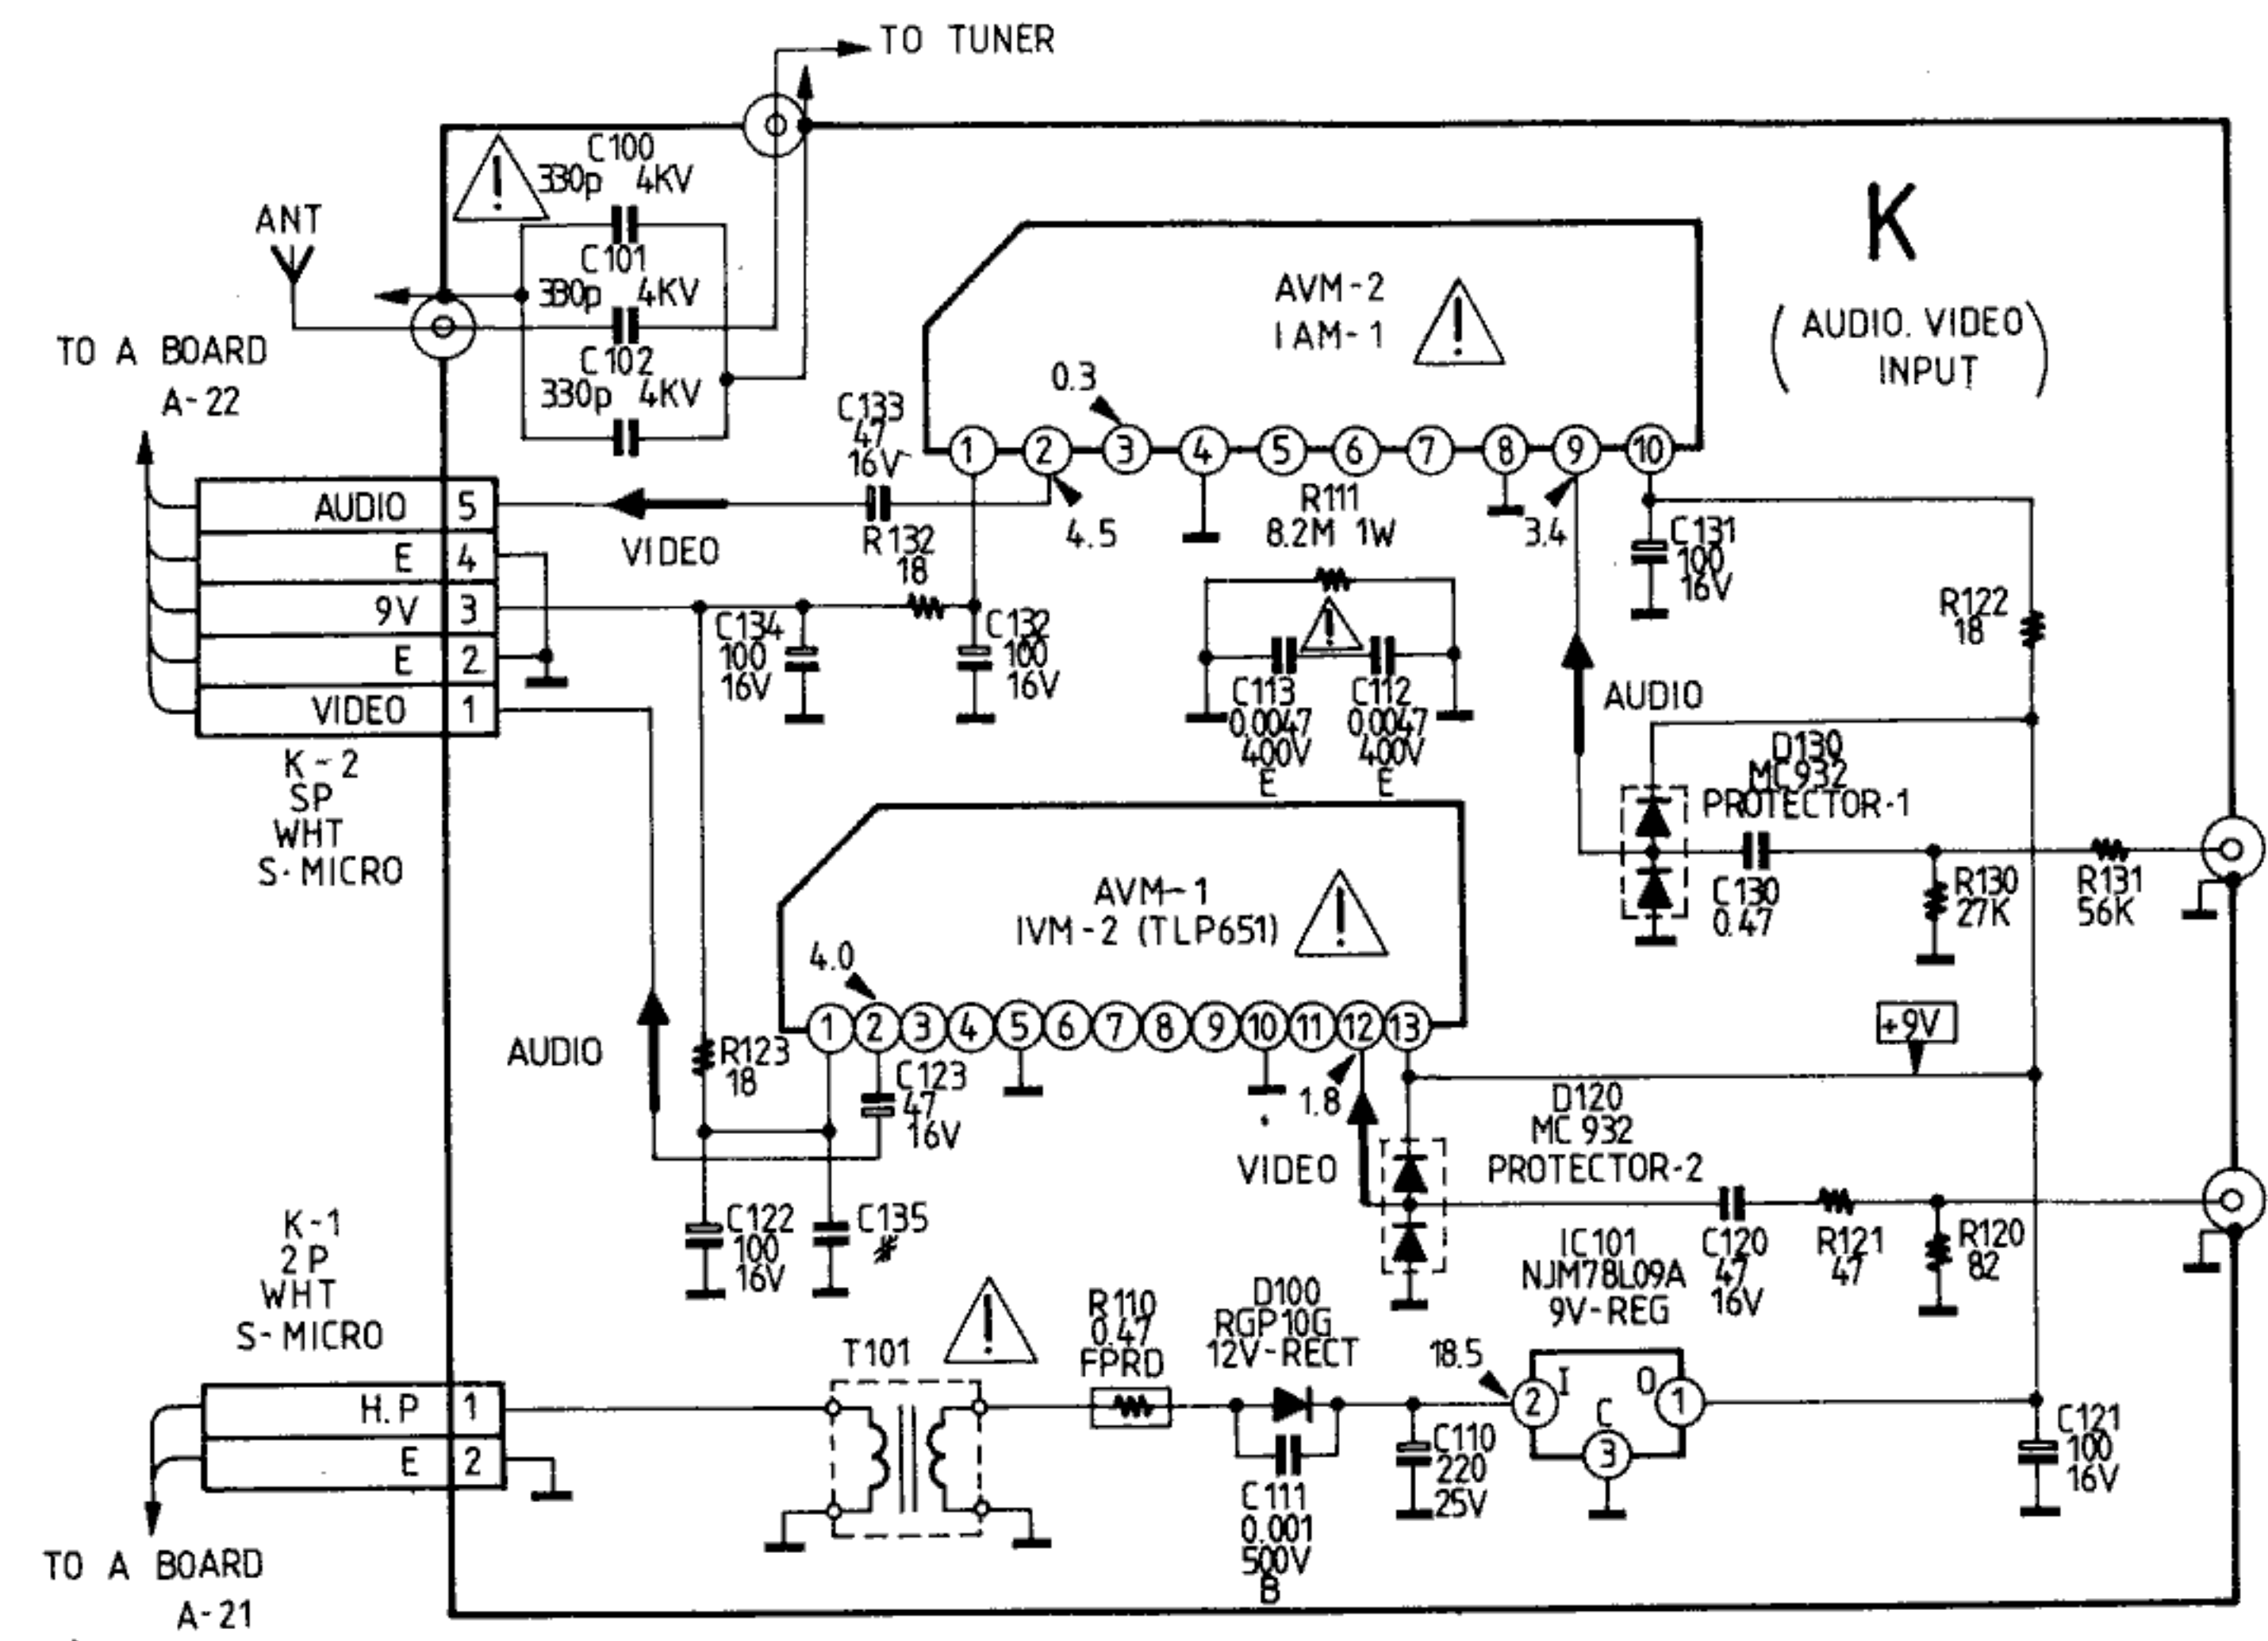 TO TUNER
C100
330p 4KV
ANT
C101
330p 4KV
C102
330p 4KV
TO A BOARD
A-22
K
(AUDIO. VIDEO INPUT)
AVM-2
IAM-1
0.3
1 2 3 4 5 6 7 8 9 10
C133
47
16V
4.5
3.4
R111
8.2M 1W
C131
100
16V
AUDIO 5
E 4
9V 3
E 2
VIDEO 1
VIDEO
R132
18
C134
100
16V
C132
100
16V
C113
0.0047
400V
E
C112
0.0047
400V
E
R122
18
AUDIO
K-2
SP
WHT
S-MICRO
D130
MC932
PROTECTOR-1
C130
0.47
R130
27K
R131
56K
AVM-1
IVM-2 (TLP651)
4.0
1 2 3 4 5 6 7 8 9 10 11 12 13
AUDIO
R123
18
C123
47
16V
1.8
+9V
D120
MC 932
PROTECTOR-2
VIDEO
C122
100
16V
C135
IC101
NJM78L09A
9V-REG
C120
47
16V
R121
47
R120
82
K-1
2P
WHT
S-MICRO
T101
R110
0.47
FPRD
D100
RGP10G
12V-RECT
18.5
2 I O 1
C
3
H.P 1
E 2
C111
0.001
500V
B
C110
220
25V
C121
100
16V
TO A BOARD
A-21